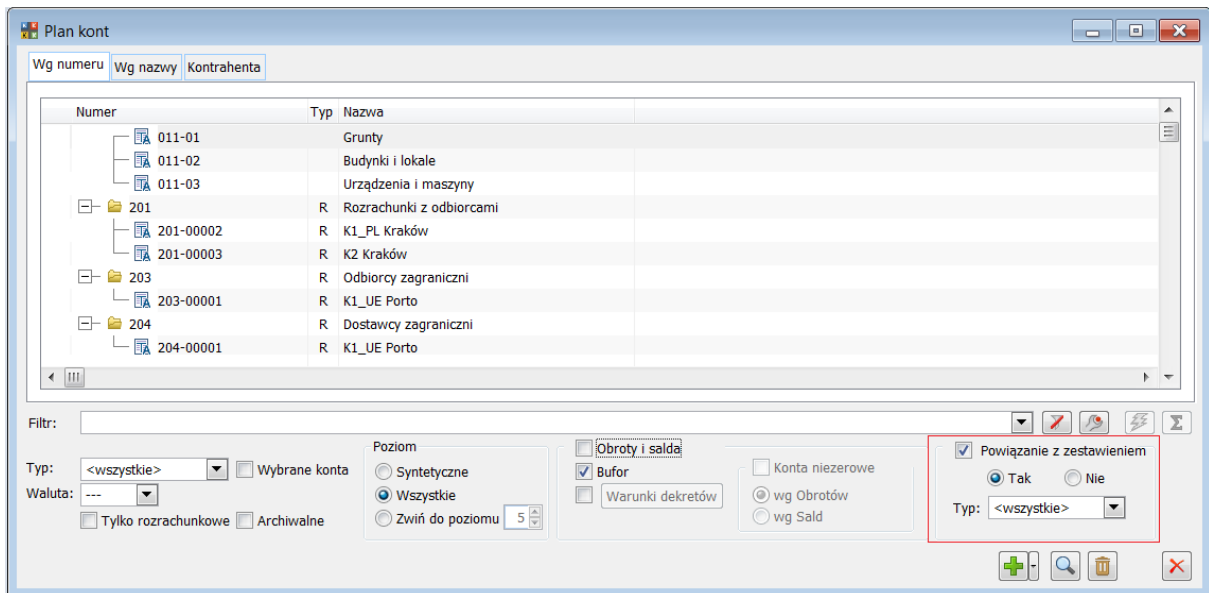 Plan kont
Wg numeru Wg nazwy Kontrahenta
Numer Typ Nazwa
011-01 Grunty
011-02 Budynki i lokale
011-03 Urządzenia i maszyny
201 R Rozrachunki z odbiorcami
201-00002 R K1_PL Kraków
201-00003 R K2 Kraków
203 R Odbiorcy zagraniczni
203-00001 R K1_UE Porto
204 R Dostawcy zagraniczni
204-00001 R K1_UE Porto
Filtr:
Poziom Obroty i salda Powiązanie z zestawieniem
Typ: <wszystkie> Wybrane konta Syntetyczne Bufor Konta niezerowe Tak Nie
Waluta: --- Wszystkie Warunki dekretów wg Obrotów Typ: <wszystkie>
Tylko rozrachunkowe Archiwalne Zwiń do poziomu 5 wg Sald